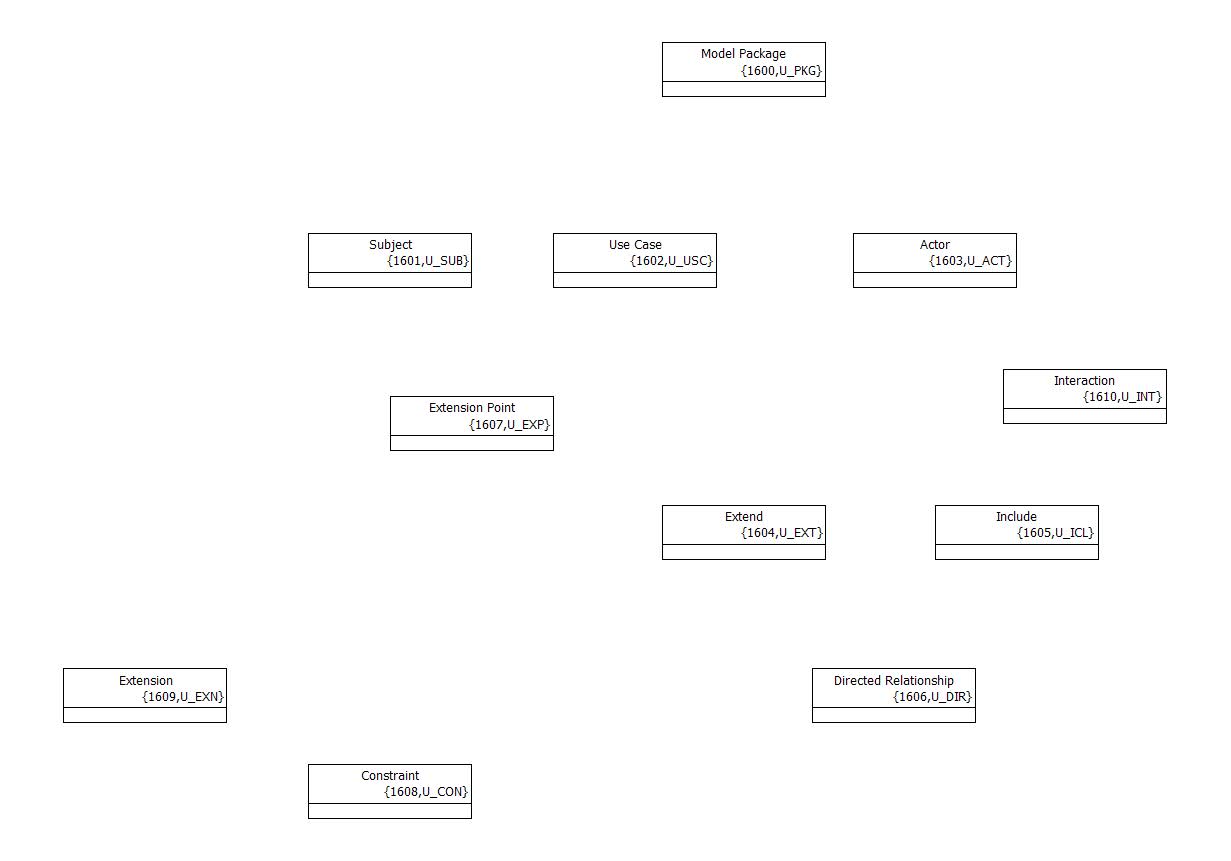 Model Package
{1600,U_PKG}
Subject
{1601,U_SUB}
Use Case
{1602,U_USC}
Actor
{1603,U_ACT}
Interaction
{1610,U_INT}
Extension Point
{1607,U_EXP}
Extend
{1604,U_EXT}
Include
{1605,U_ICL}
Extension
{1609,U_EXN}
Directed Relationship
{1606,U_DIR}
Constraint
{1608,U_CON}